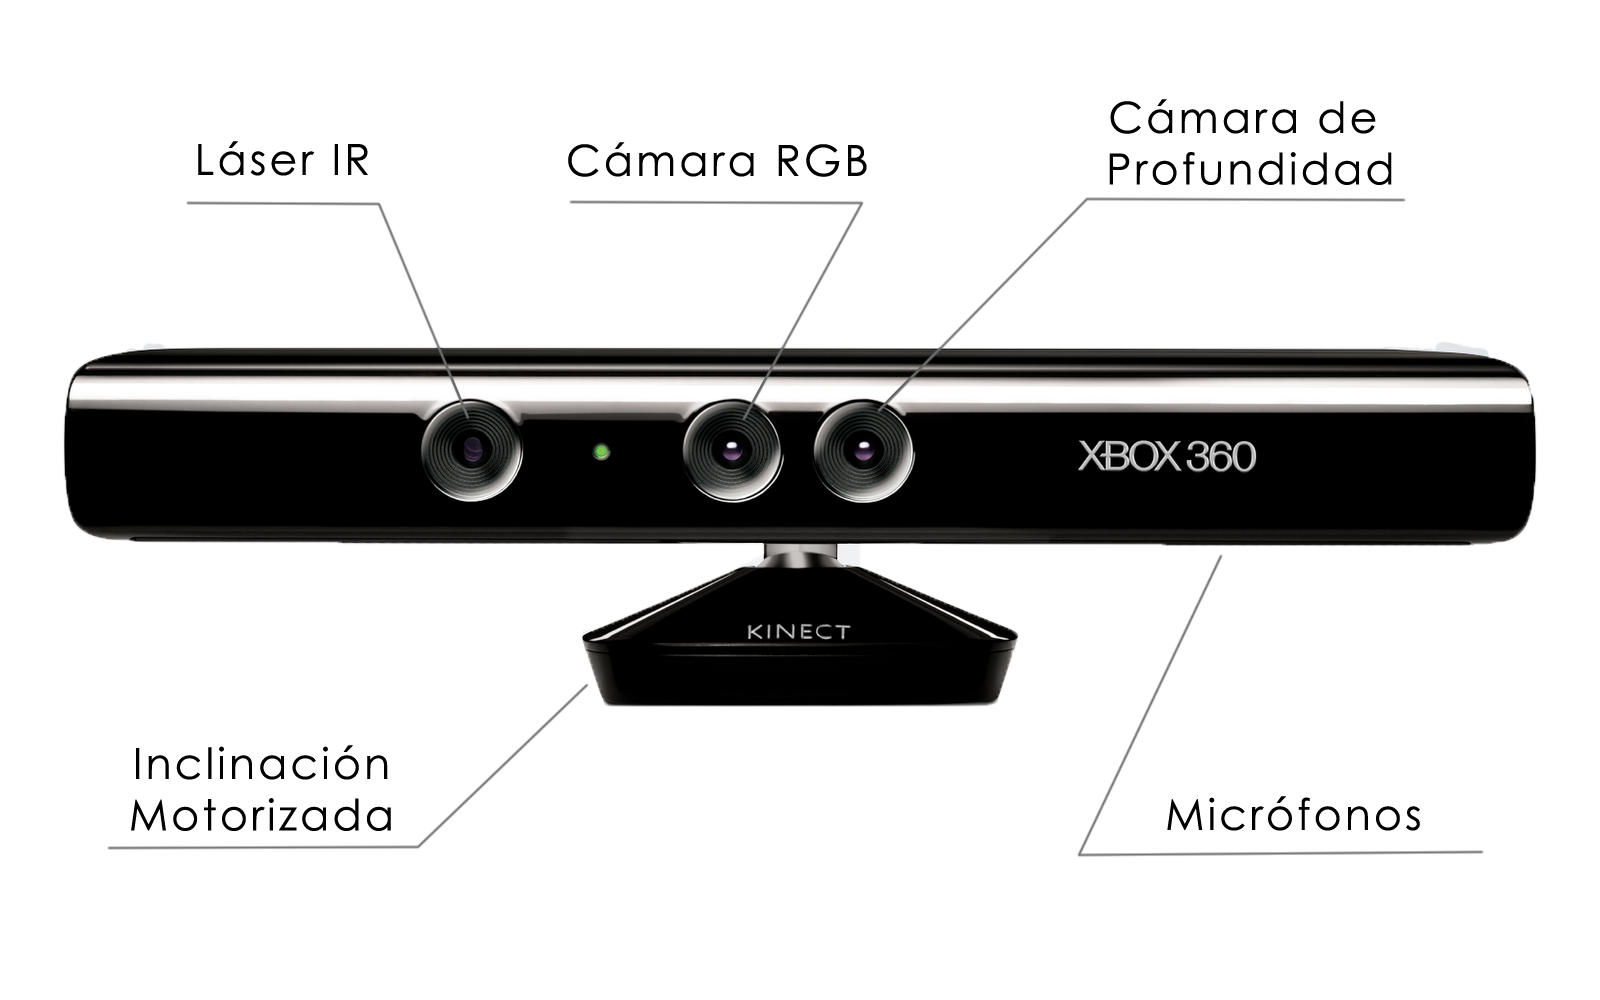 Láser IR
Cámara RGB
Cámara de
Profundidad
XBOX 360
KINECT
Inclinación
Motorizada
Micrófonos